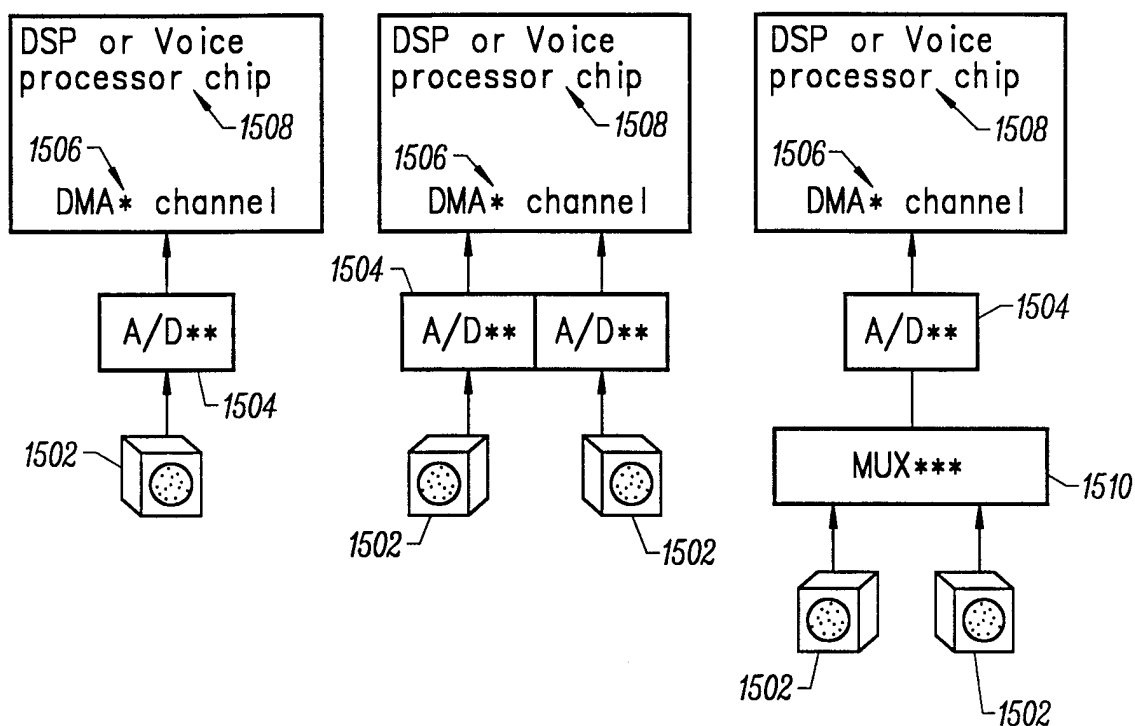 DSP or Voice
processor chip
1508
1506
DMA* channel
A/D**
1504
1502
DSP or Voice
processor chip
1508
1506
DMA* channel
1504
A/D** A/D**
1502
1502
DSP or Voice
processor chip
1508
1506
DMA* channel
A/D**
1504
MUX***
1510
1502
1502